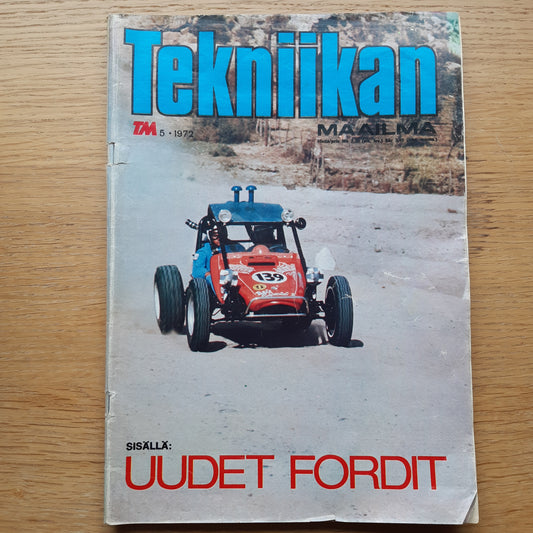 Tekniikan
MAAILMA
TM 5 • 1972
139
SISÄLLÄ:
UUDET FORDIT